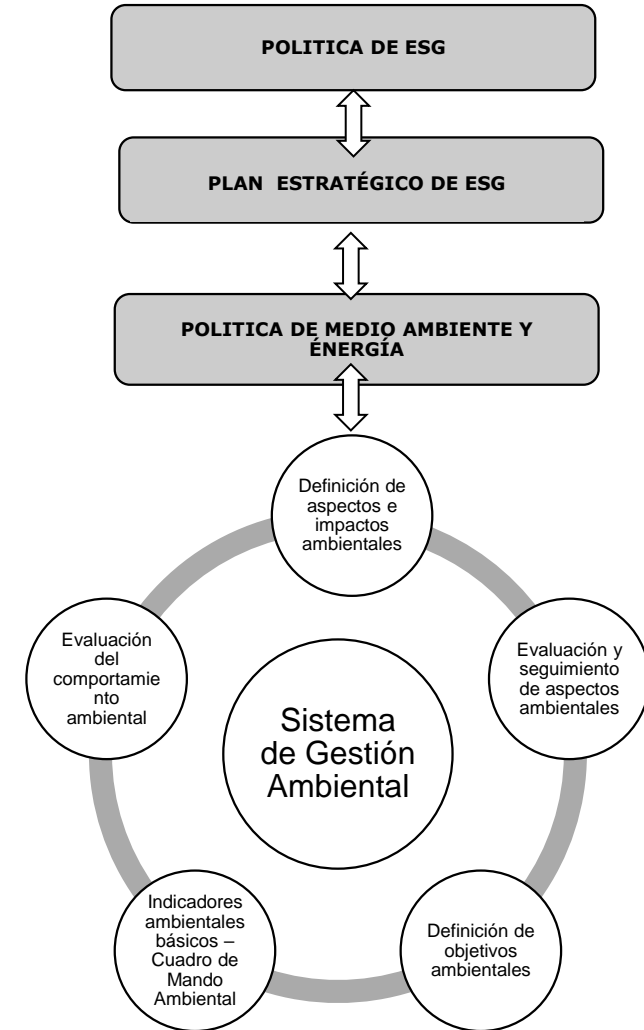 POLITICA DE ESG
PLAN ESTRATÉGICO DE ESG
POLITICA DE MEDIO AMBIENTE Y
ÉNERGÍA
Definición de
aspectos e
impactos
ambientales
Evaluación y
seguimiento
de aspectos
ambientales
Definición de
objetivos
ambientales
Indicadores
ambientales
básicos –
Cuadro de
Mando
Ambiental
Evaluación
del
comportamie
nto
ambiental
Sistema
de Gestión
Ambiental